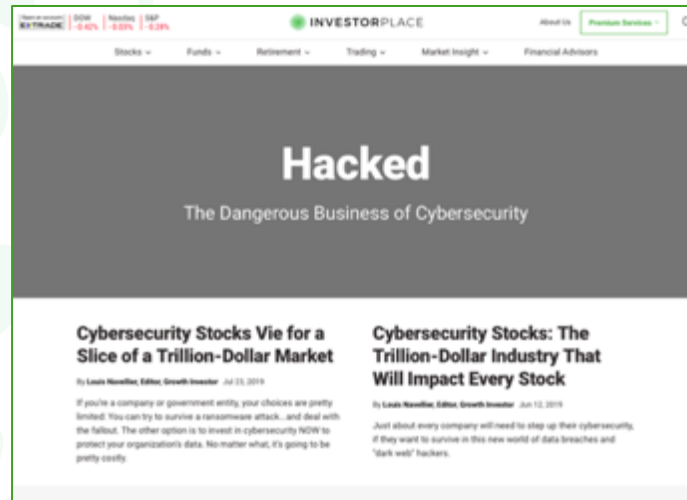 Open an account
E*TRADE
DOW
-0.42%
Nasdaq
-0.03%
S&P
-0.24%
INVESTORPLACE
About Us
Premium Services
Stocks
Funds
Retirement
Trading
Market Insight
Financial Advisors
Hacked
The Dangerous Business of Cybersecurity
Cybersecurity Stocks Vie for a
Slice of a Trillion-Dollar Market
By Louis Navellier, Editor, Growth Investor Jul 23, 2019
If you're a company or government entity, your choices are pretty
limited: You can try to survive a ransomware attack...and deal with
the fallout. The other option is to invest in cybersecurity NOW to
protect your organization's data. No matter what, it's going to be
pretty costly.
Cybersecurity Stocks: The
Trillion-Dollar Industry That
Will Impact Every Stock
By Louis Navellier, Editor, Growth Investor Jun 12, 2019
Just about every company will need to step up their cybersecurity,
if they want to survive in this new world of data breaches and
"dark web" hackers.